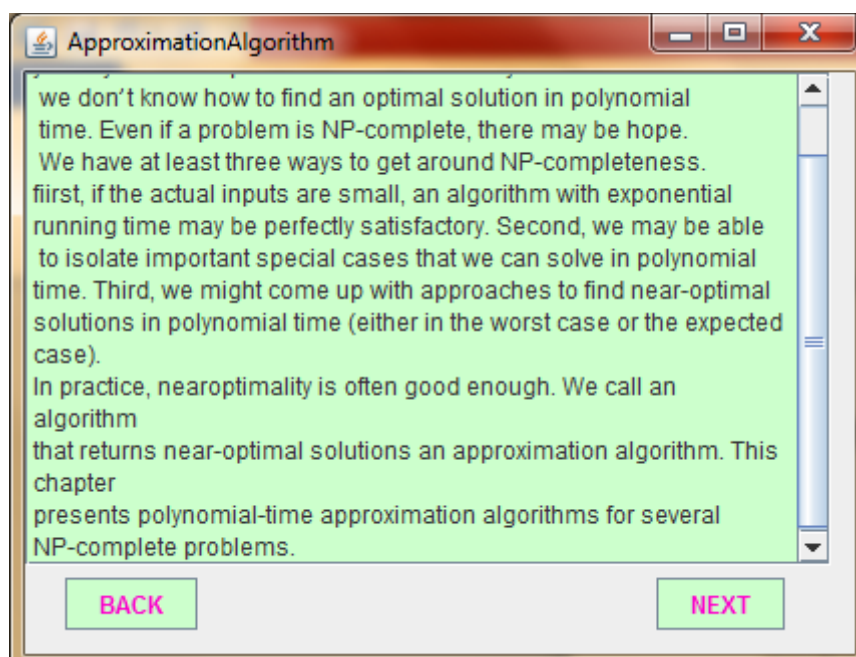 ApproximationAlgorithm
we don't know how to find an optimal solution in polynomial
time. Even if a problem is NP-complete, there may be hope.
We have at least three ways to get around NP-completeness.
fiirst, if the actual inputs are small, an algorithm with exponential
running time may be perfectly satisfactory. Second, we may be able
to isolate important special cases that we can solve in polynomial
time. Third, we might come up with approaches to find near-optimal
solutions in polynomial time (either in the worst case or the expected
case).
In practice, nearoptimality is often good enough. We call an
algorithm
that returns near-optimal solutions an approximation algorithm. This
chapter
presents polynomial-time approximation algorithms for several
NP-complete problems.
BACK
NEXT